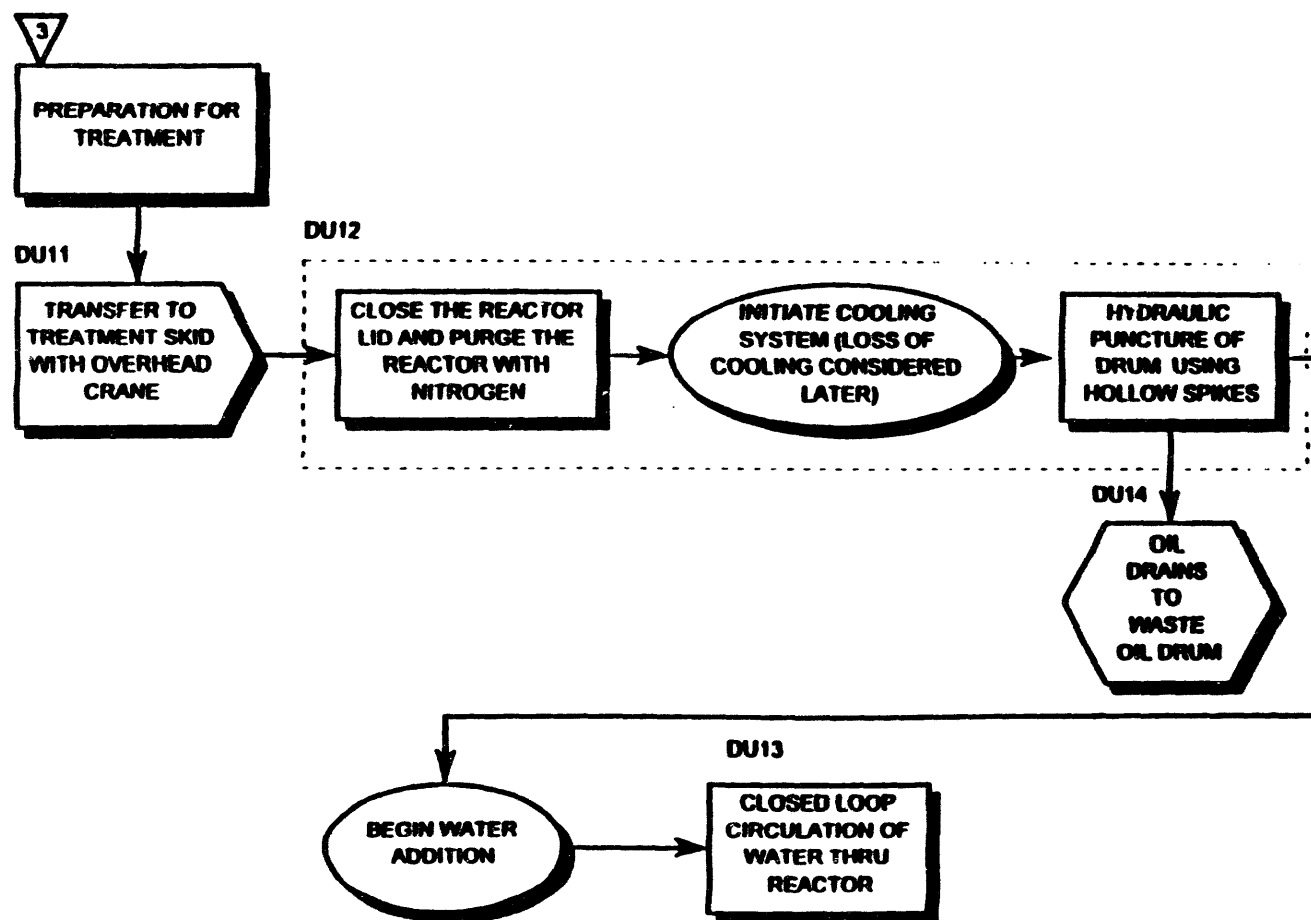 3
PREPARATION FOR
TREATMENT
DU11
TRANSFER TO
TREATMENT SKID
WITH OVERHEAD
CRANE
DU12
CLOSE THE REACTOR
LID AND PURGE THE
REACTOR WITH
NITROGEN
INITIATE COOLING
SYSTEM (LOSS OF
COOLING CONSIDERED
LATER)
HYDRAULIC
PUNCTURE OF
DRUM USING
HOLLOW SPIKES
DU14
OIL
DRAINS
TO
WASTE
OIL DRUM
BEGIN WATER
ADDITION
DU13
CLOSED LOOP
CIRCULATION OF
WATER THRU
REACTOR